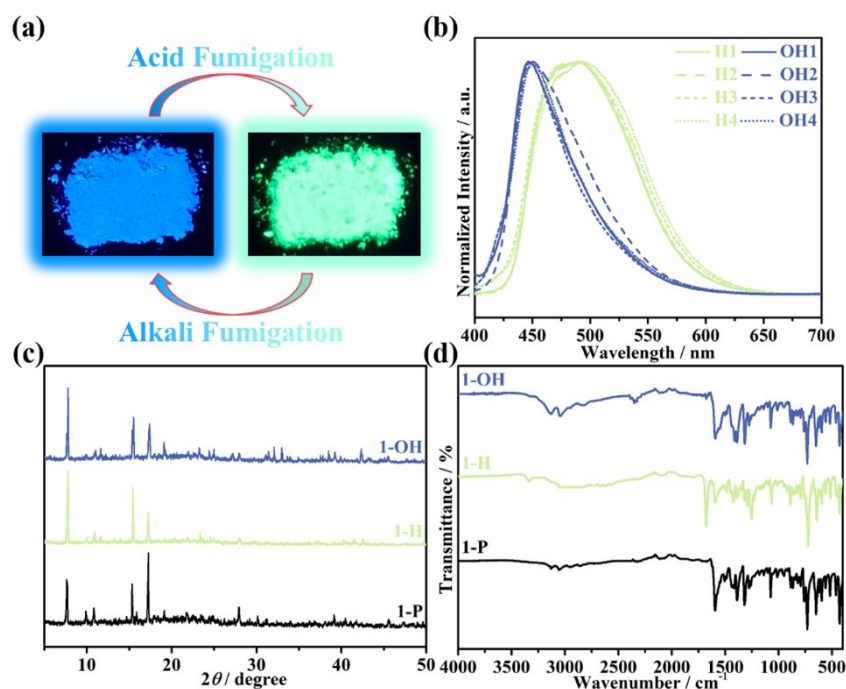 (a)
Acid Fumigation
Alkali Fumigation
(b)
H1 OH1
H2 OH2
H3 OH3
H4 OH4
Normalized Intensity / a.u.
400 450 500 550 600 650 700
Wavelength / nm
(c)
1-OH
1-H
1-P
10 20 30 40 50
2θ / degree
(d)
1-OH
1-H
1-P
Transmittance / %
4000 3500 3000 2500 2000 1500 1000 500
Wavenumber / cm-1